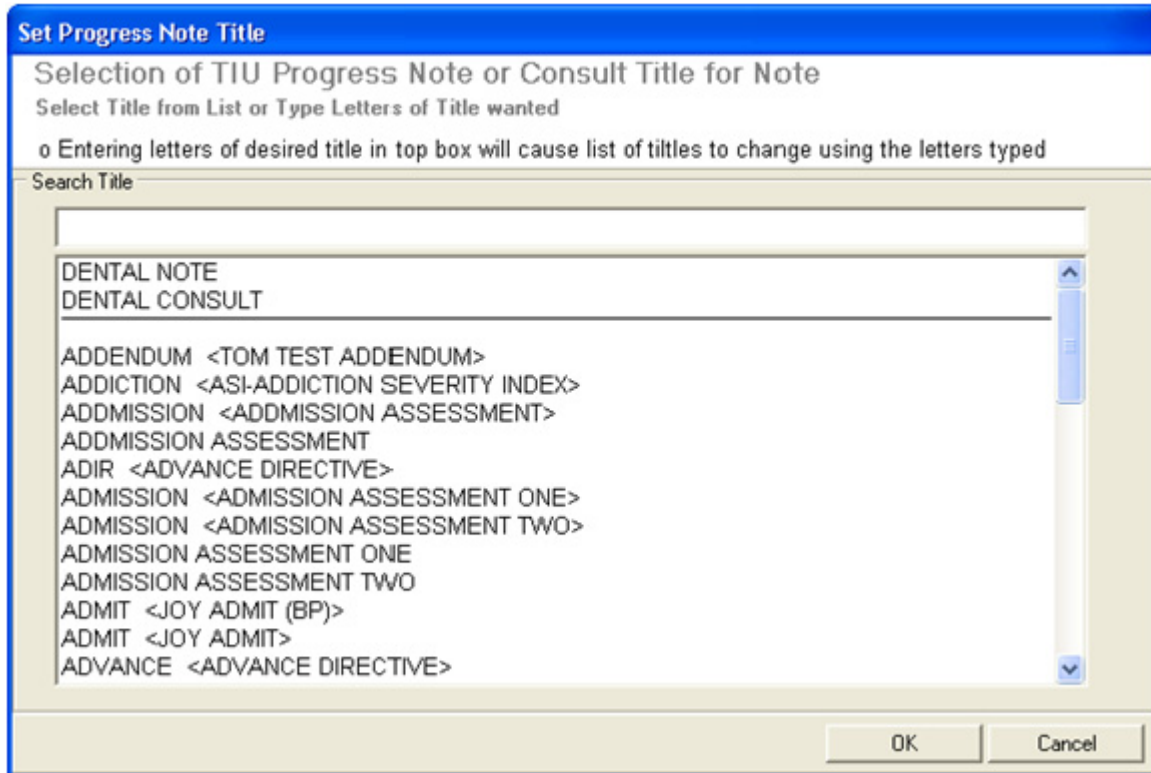 Set Progress Note Title
Selection of TIU Progress Note or Consult Title for Note
Select Title from List or Type Letters of Title wanted
o Entering letters of desired title in top box will cause list of tiltles to change using the letters typed
Search Title
DENTAL NOTE
DENTAL CONSULT
ADDENDUM <TOM TEST ADDENDUM>
ADDICTION <ASI-ADDICTION SEVERITY INDEX>
ADDMISSION <ADDMISSION ASSESSMENT>
ADDMISSION ASSESSMENT
ADIR <ADVANCE DIRECTIVE>
ADMISSION <ADMISSION ASSESSMENT ONE>
ADMISSION <ADMISSION ASSESSMENT TWO>
ADMISSION ASSESSMENT ONE
ADMISSION ASSESSMENT TWO
ADMIT <JOY ADMIT (BP)>
ADMIT <JOY ADMIT>
ADVANCE <ADVANCE DIRECTIVE>
OK Cancel